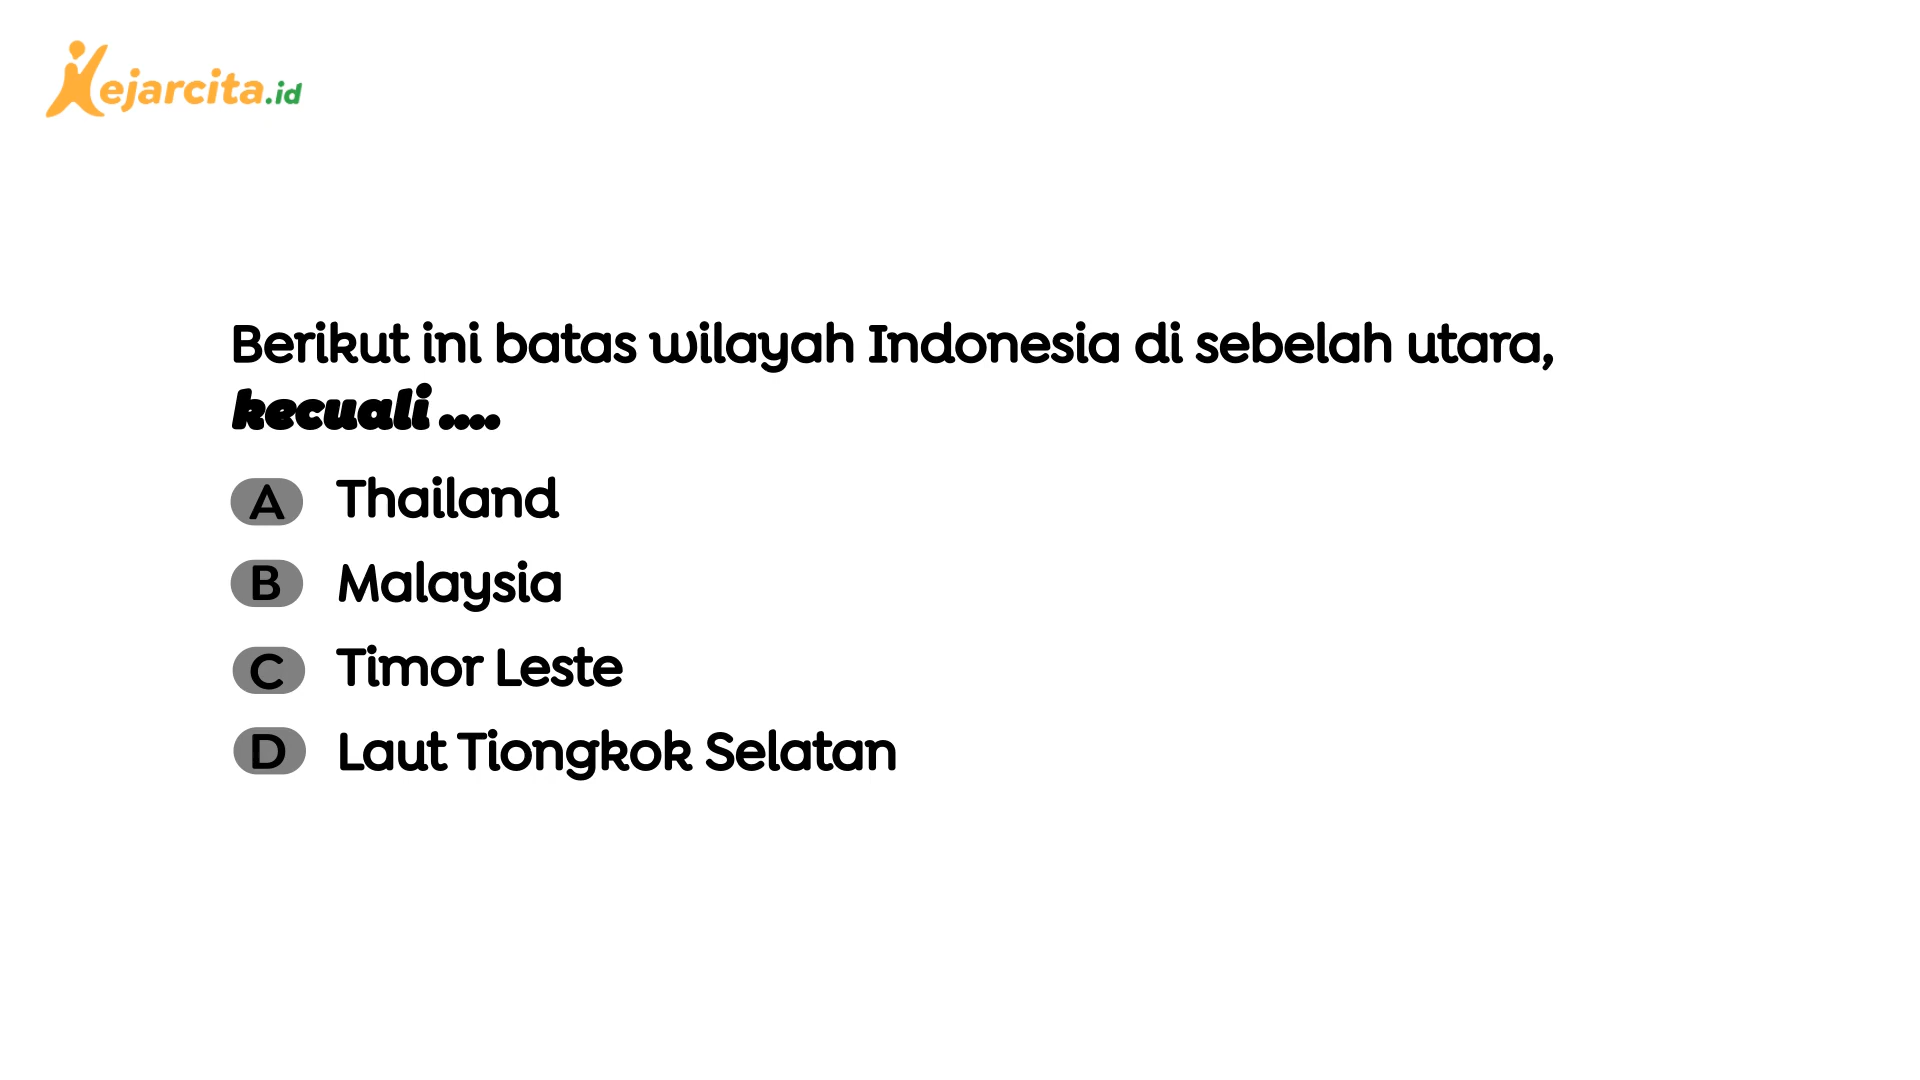 Kejarcita.id
Berikut ini batas wilayah Indonesia di sebelah utara,
kecuali ....
A Thailand
B Malaysia
C Timor Leste
D Laut Tiongkok Selatan